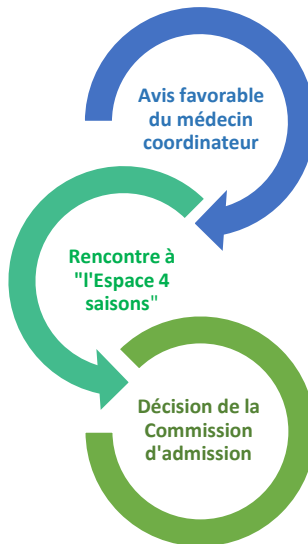 Avis favorable
du médecin
coordinateur
Rencontre à
"l'Espace 4
saisons"
Décision de la
Commission
d'admission